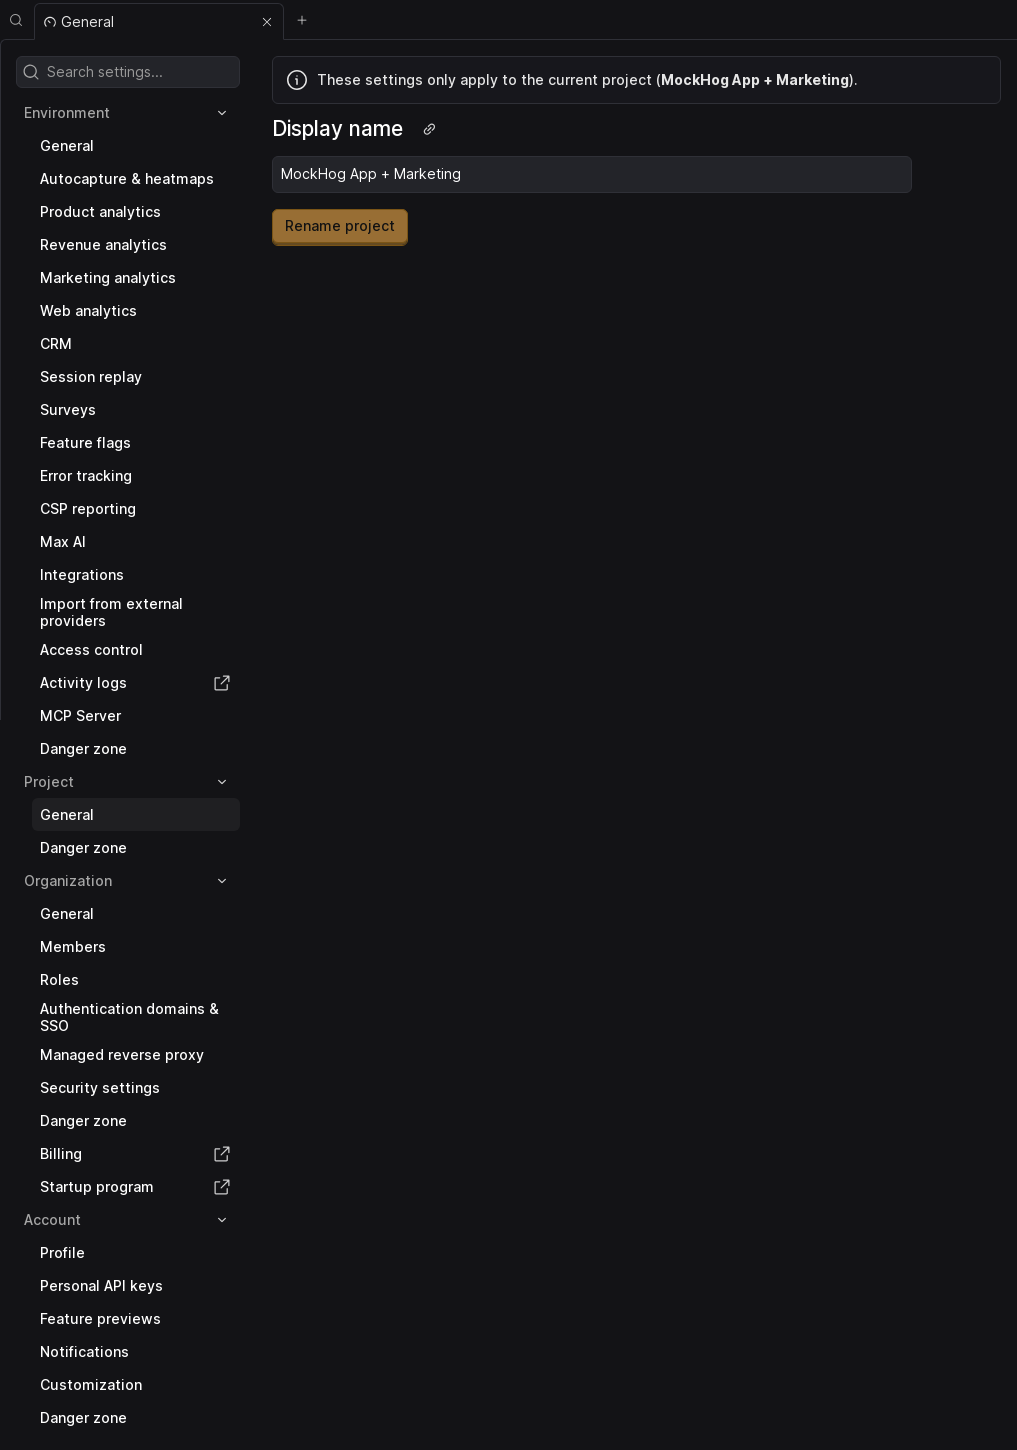 General
Search settings...
Environment
General
Autocapture & heatmaps
Product analytics
Revenue analytics
Marketing analytics
Web analytics
CRM
Session replay
Surveys
Feature flags
Error tracking
CSP reporting
Max AI
Integrations
Import from external
providers
Access control
Activity logs
MCP Server
Danger zone
Project
General
Danger zone
Organization
General
Members
Roles
Authentication domains &
SSO
Managed reverse proxy
Security settings
Danger zone
Billing
Startup program
Account
Profile
Personal API keys
Feature previews
Notifications
Customization
Danger zone
These settings only apply to the current project (MockHog App + Marketing).
Display name
MockHog App + Marketing
Rename project